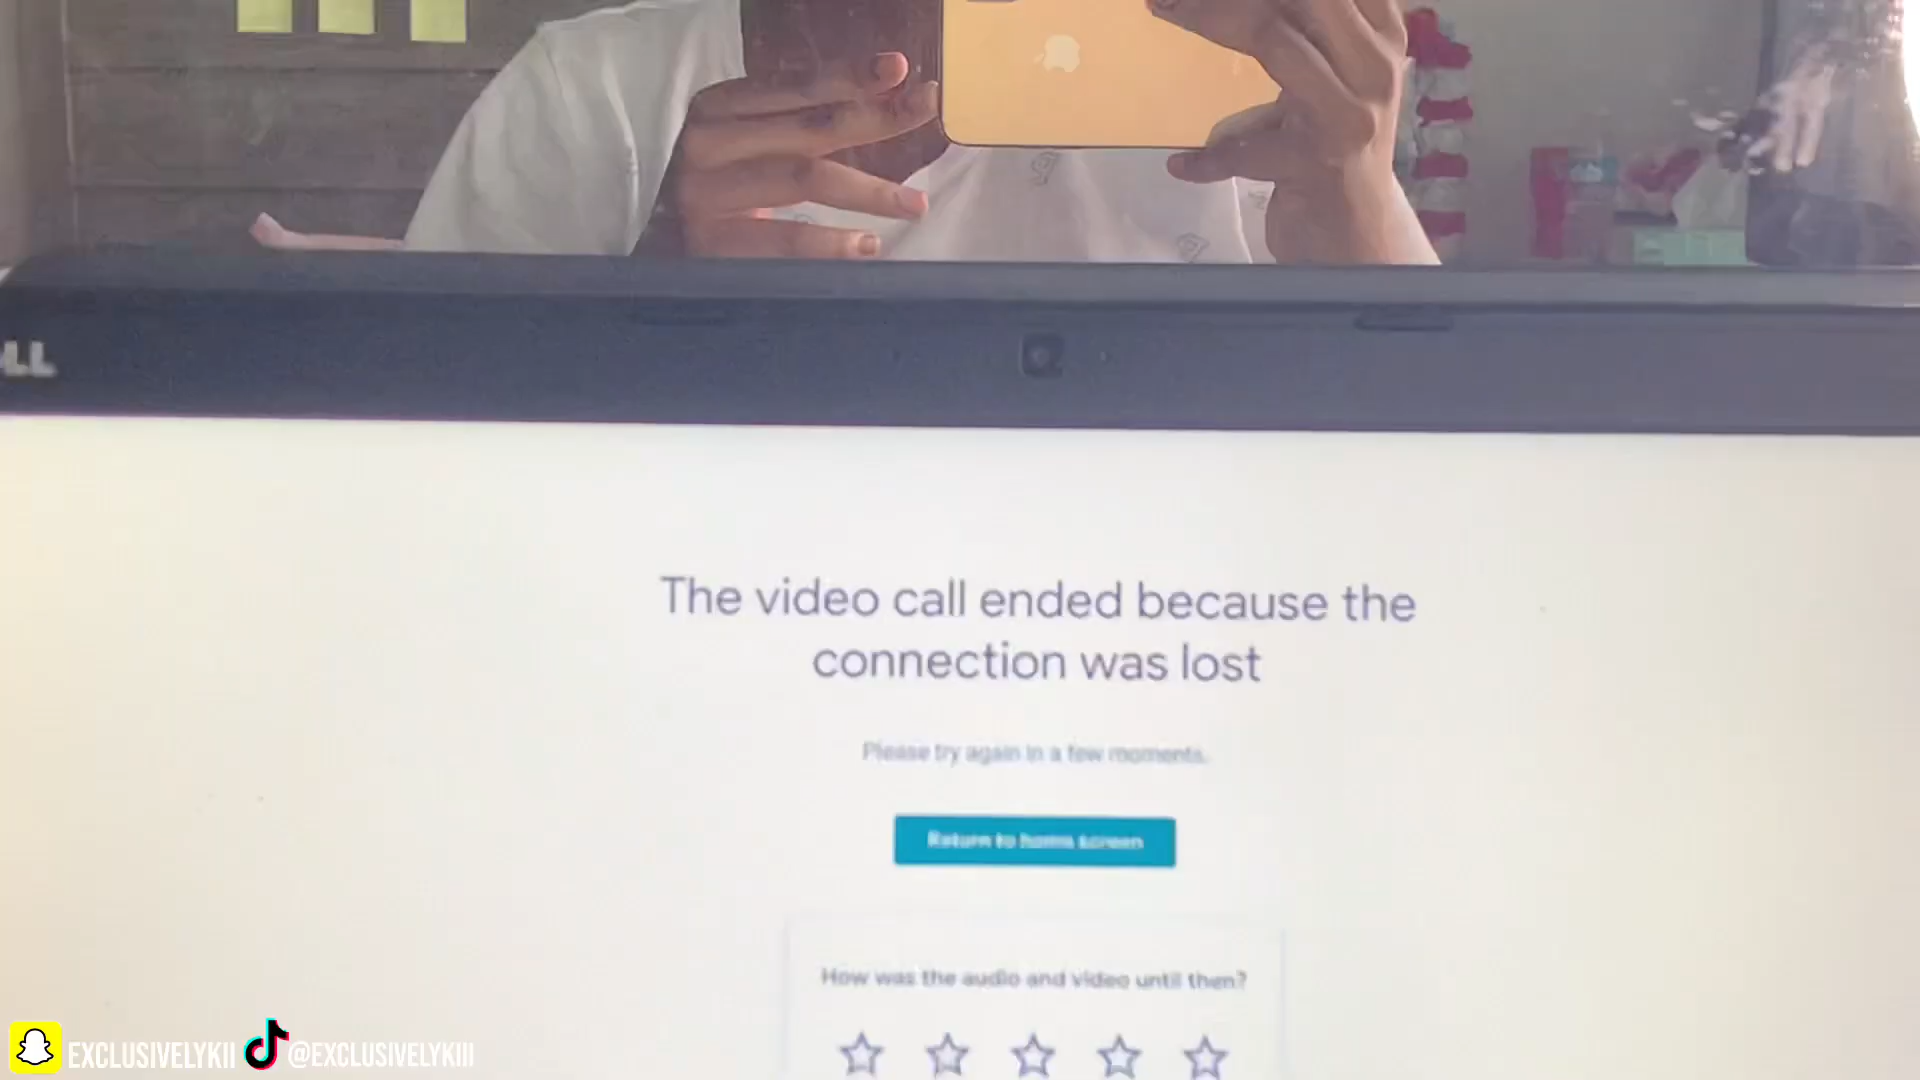 LL
The video call ended because the
connection was lost
Please try again in a few moments.
Return to home screen
How was the audio and video until then?
EXCLUSIVELYKII @EXCLUSIVELYKIII